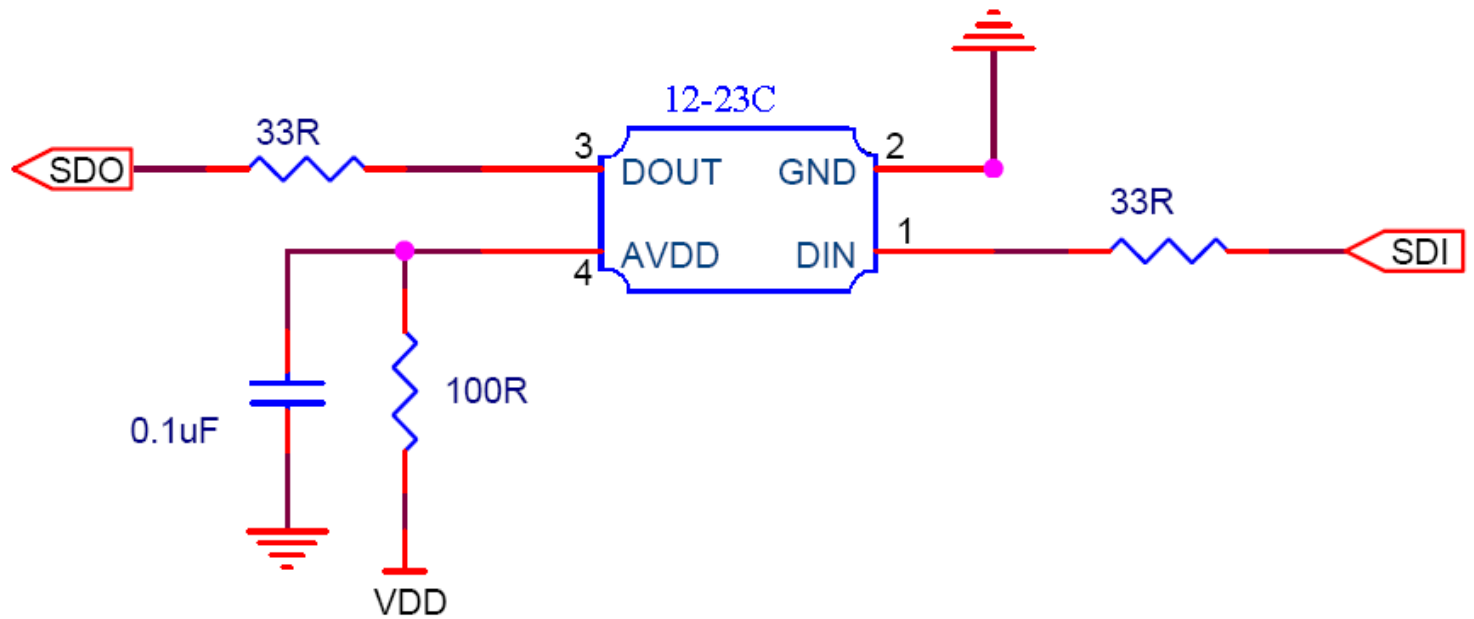 12-23C
33R
3
2
SDO
DOUT
GND
33R
1
AVDD
DIN
SDI
4
100R
0.1uF
VDD